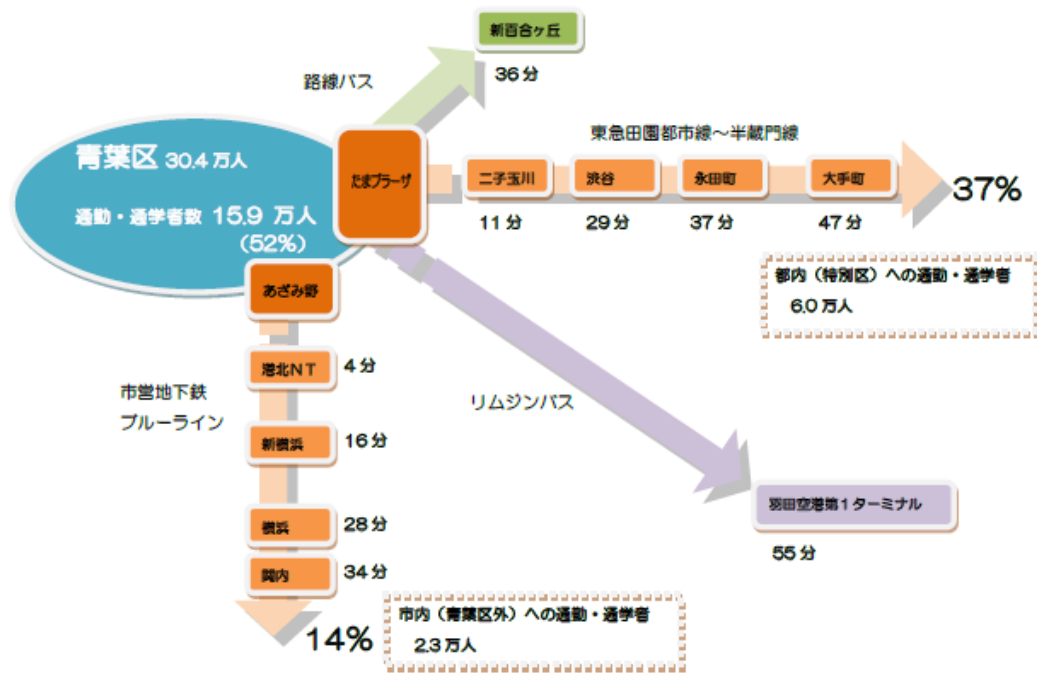 新百合ヶ丘
36分
路線バス
東急田園都市線～半蔵門線
青葉区 30.4 万人
通勤・通学者数 15.9 万人
(52%)
たまプラーザ
二子玉川
渋谷
永田町
大手町
37%
11分
29分
37分
47分
都内（特別区）への通勤・通学者
6.0 万人
あざみ野
港北NT
4分
市営地下鉄
ブルーライン
リムジンバス
新横浜
16分
羽田空港第1ターミナル
55分
横浜
28分
関内
34分
14%
市内（青葉区外）への通勤・通学者
2.3 万人